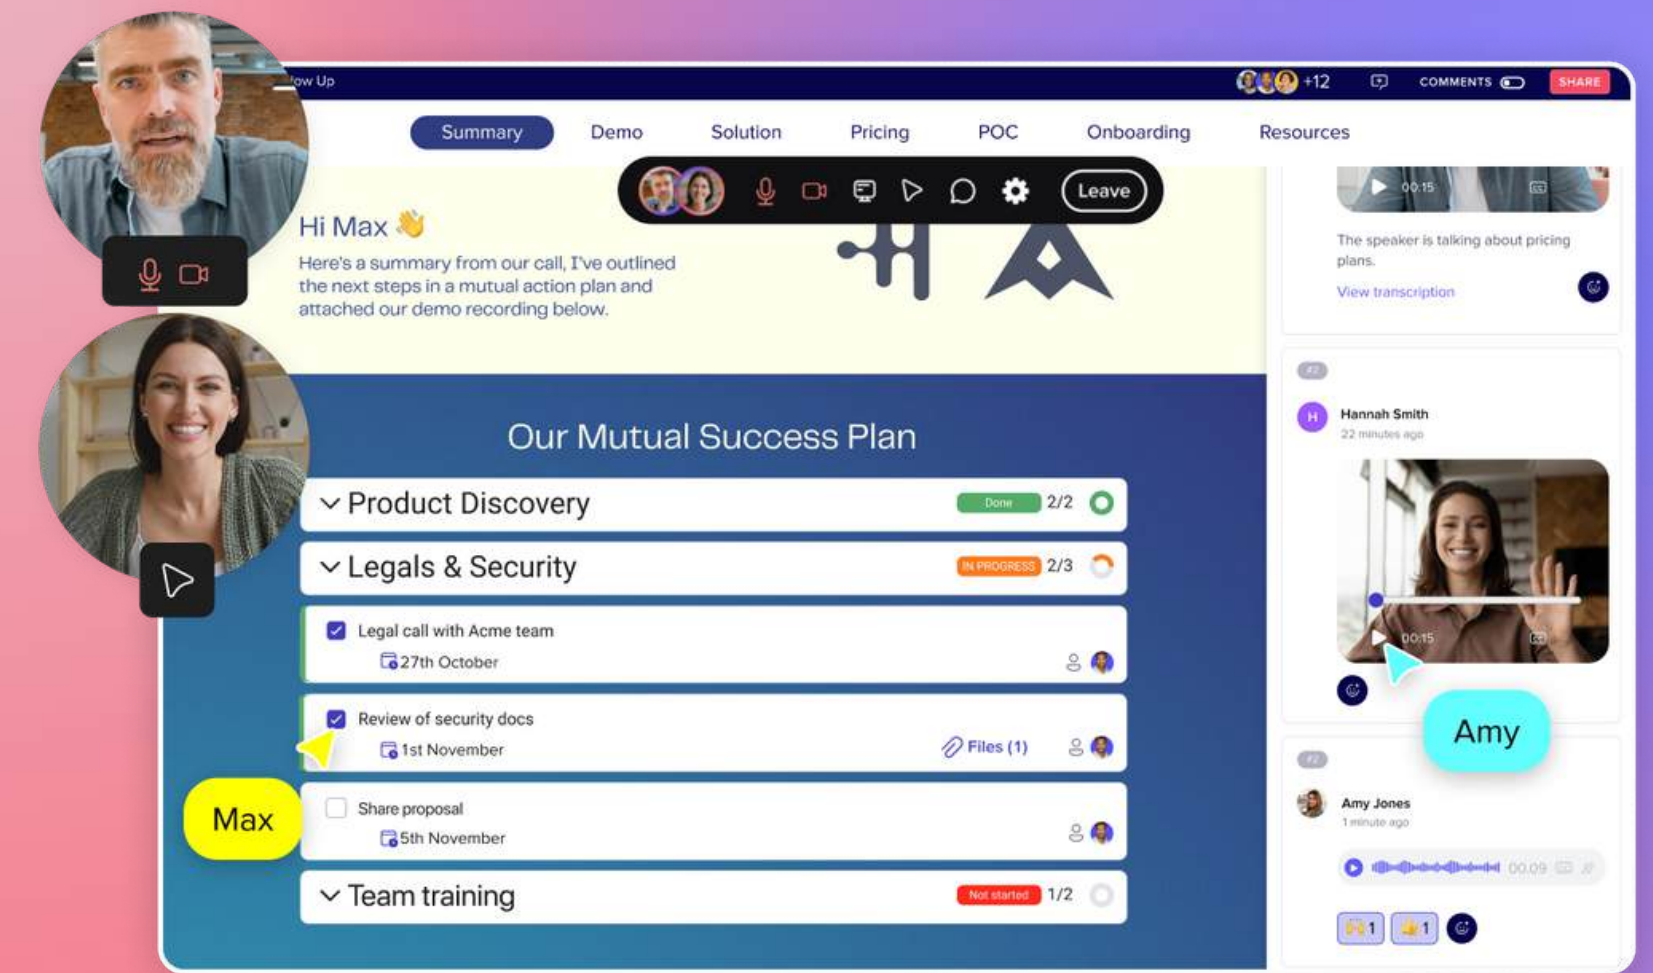 ow Up
+12
COMMENTS
SHARE
Summary
Demo
Solution
Pricing
POC
Onboarding
Resources
Leave
Hi Max 👋
Here's a summary from our call, I've outlined
the next steps in a mutual action plan and
attached our demo recording below.
Our Mutual Success Plan
Product Discovery
Done
2/2
Legals & Security
IN PROGRESS
2/3
Legal call with Acme team
27th October
Review of security docs
1st November
Files (1)
Share proposal
5th November
Team training
Not started
1/2
Max
00:15
CC
The speaker is talking about pricing
plans.
View transcription
#2
H
Hannah Smith
22 minutes ago
00:15
CC
Amy
#2
Amy Jones
1 minute ago
00:09
1
1